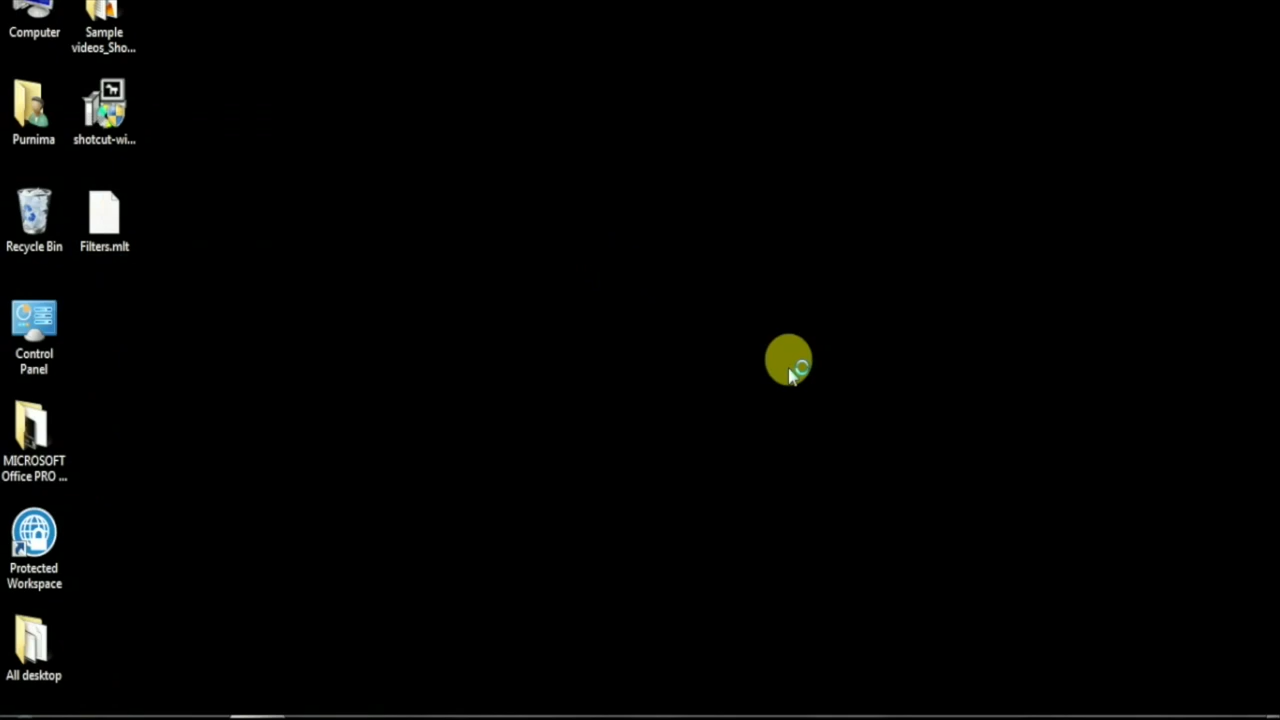 Computer
Sample
videos_Sho...
Purnima
shotcut-wi...
Recycle Bin
Filters.mlt
Control
Panel
MICROSOFT
Office PRO ...
Protected
Workspace
All desktop